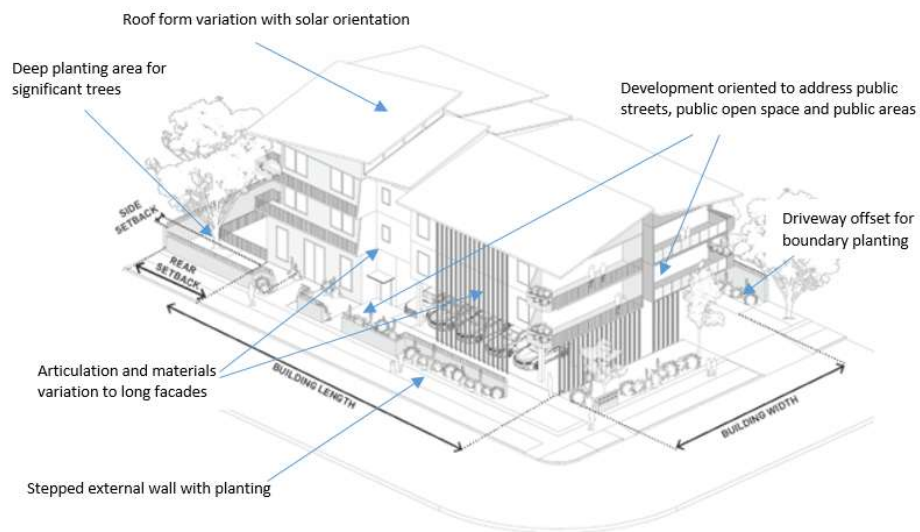 Roof form variation with solar orientation
Deep planting area for
significant trees
Development oriented to address public
streets, public open space and public areas
SIDE
SETBACK
Driveway offset for
boundary planting
REAR
SETBACK
Articulation and materials
variation to long facades
BUILDING LENGTH
BUILDING WIDTH
Stepped external wall with planting